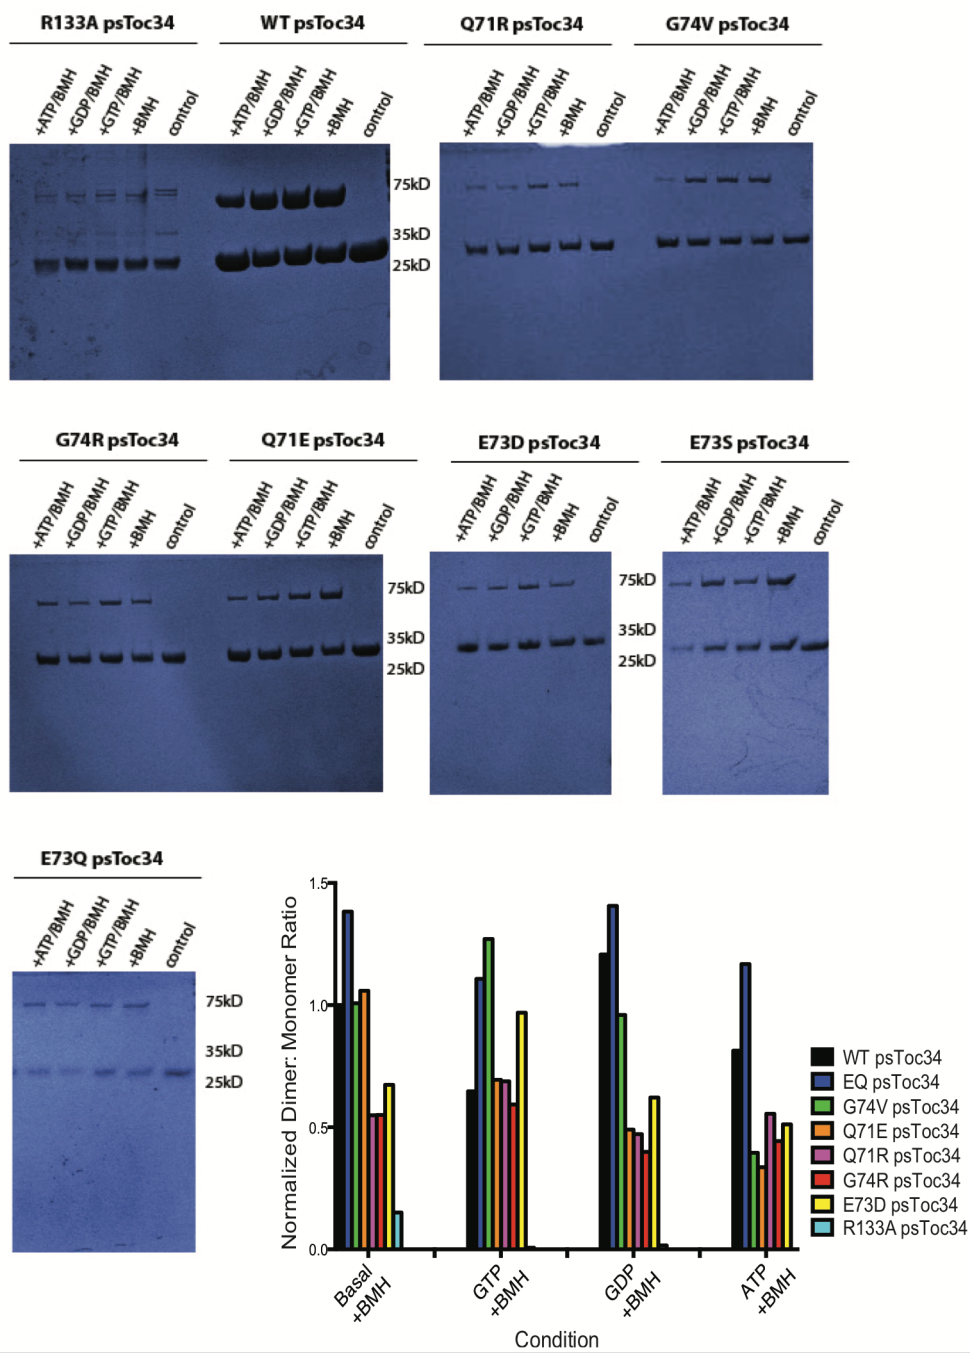 R133A psToc34
WT psToc34
Q71R psToc34
G74V psToc34
+ATP/BMH
+GDP/BMH
+GTP/BMH
+BMH
control
+ATP/BMH
+GDP/BMH
+GTP/BMH
+BMH
control
+ATP/BMH
+GDP/BMH
+GTP/BMH
+BMH
control
+ATP/BMH
+GDP/BMH
+GTP/BMH
+BMH
control
75kD
35kD
25kD
G74R psToc34
Q71E psToc34
E73D psToc34
E73S psToc34
+ATP/BMH
+GDP/BMH
+GTP/BMH
+BMH
control
+ATP/BMH
+GDP/BMH
+GTP/BMH
+BMH
control
+ATP/BMH
+GDP/BMH
+GTP/BMH
+BMH
control
+ATP/BMH
+GDP/BMH
+GTP/BMH
+BMH
control
75kD
35kD
25kD
75kD
35kD
25kD
E73Q psToc34
+ATP/BMH
+GDP/BMH
+GTP/BMH
+BMH
control
75kD
35kD
25kD
Normalized Dimer: Monomer Ratio
1.5
1.0
0.5
0.0
Basal
+BMH
GTP
+BMH
GDP
+BMH
ATP
+BMH
Condition
WT psToc34
EQ psToc34
G74V psToc34
Q71E psToc34
Q71R psToc34
G74R psToc34
E73D psToc34
R133A psToc34